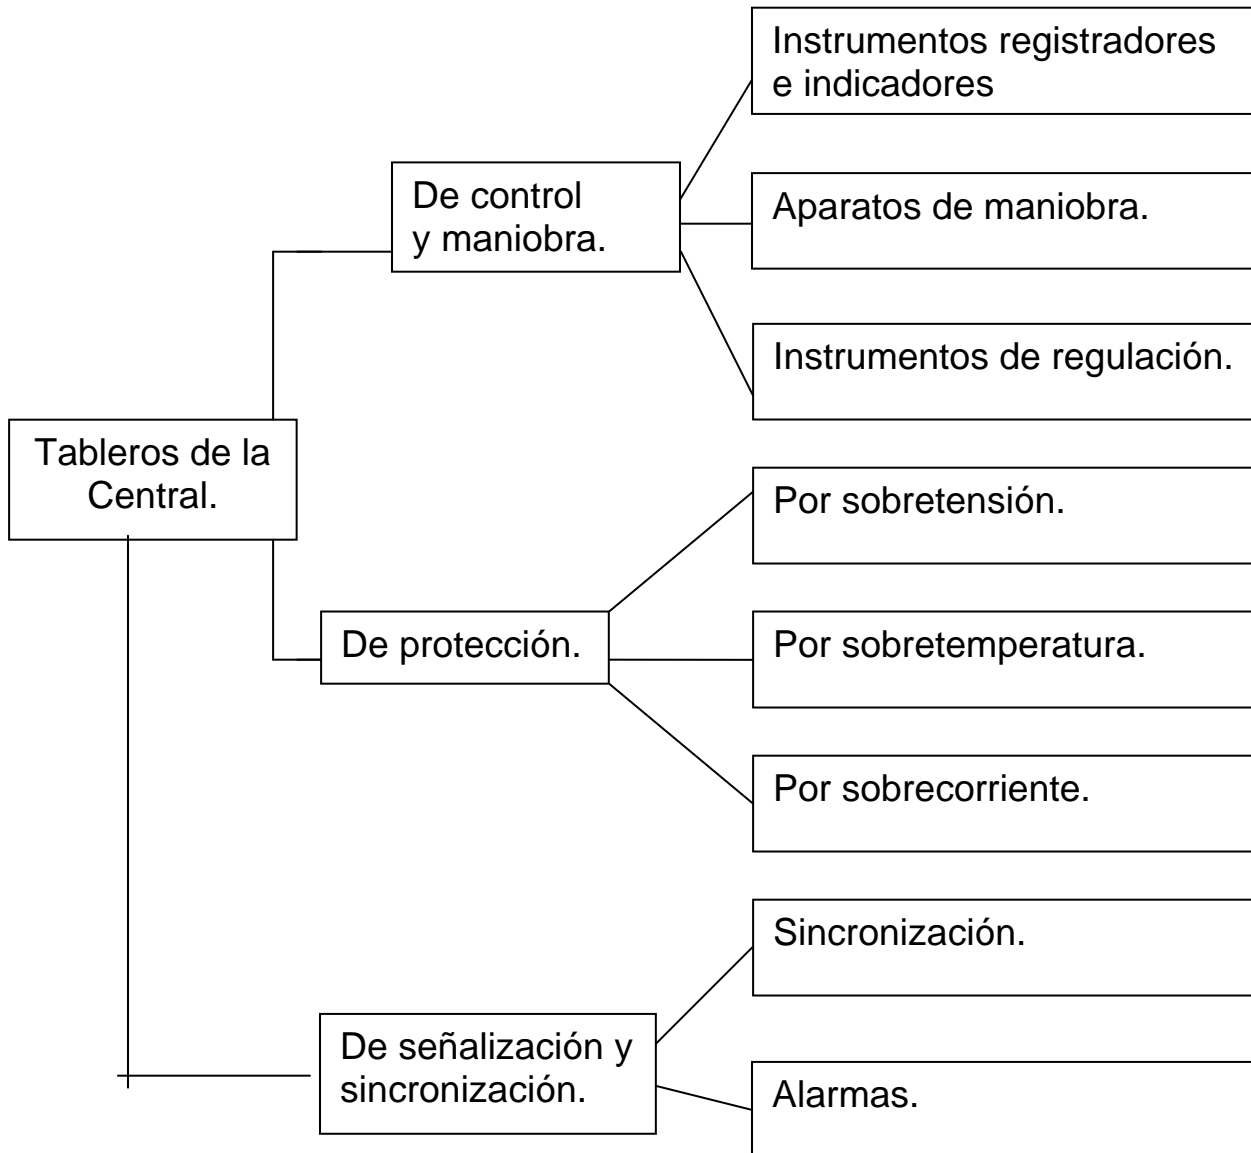 Instrumentos registradores
e indicadores
De control
y maniobra.
Aparatos de maniobra.
Instrumentos de regulación.
Tableros de la
Central.
Por sobretensión.
De protección.
Por sobretemperatura.
Por sobrecorriente.
Sincronización.
De señalización y
sincronización.
Alarmas.